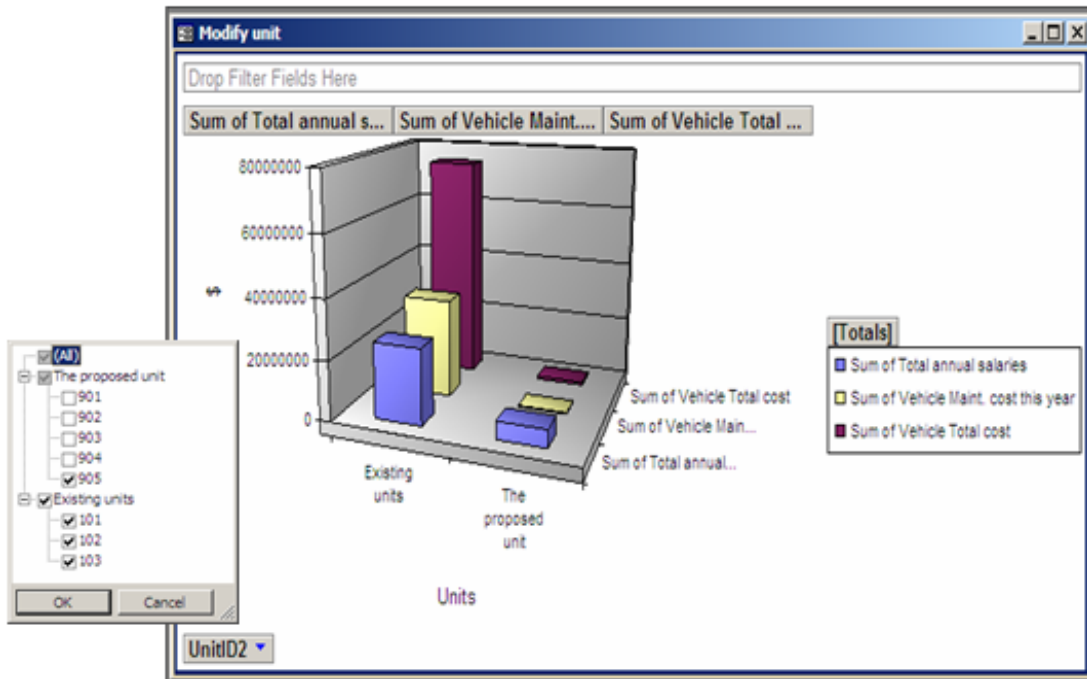 Modify unit
Drop Filter Fields Here
Sum of Total annual s... Sum of Vehicle Maint.... Sum of Vehicle Total ...
80000000
60000000
$
40000000
20000000
0
Existing
units
The
proposed
unit
Sum of Vehicle Total cost
Sum of Vehicle Main...
Sum of Total annual...
Units
[Totals]
Sum of Total annual salaries
Sum of Vehicle Maint. cost this year
Sum of Vehicle Total cost
(All)
The proposed unit
901
902
903
904
905
Existing units
101
102
103
OK Cancel
UnitID2